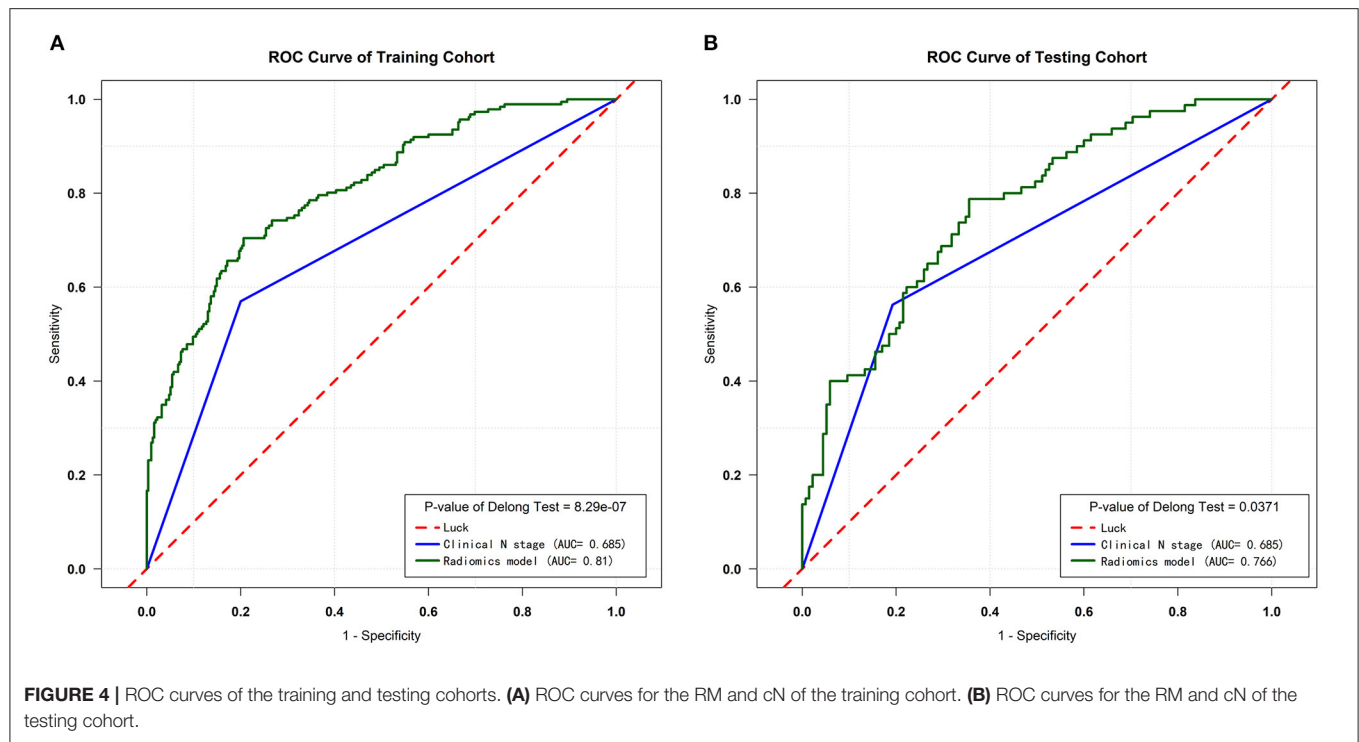 A
ROC Curve of Training Cohort
Sensitivity
1.0
0.8
0.6
0.4
0.2
0.0
P-value of Delong Test = 8.29e-07
Luck
Clinical N stage (AUC= 0.685)
Radiomics model (AUC= 0.81)
0.0 0.2 0.4 0.6 0.8 1.0
1 - Specificity
B
ROC Curve of Testing Cohort
Sensitivity
1.0
0.8
0.6
0.4
0.2
0.0
P-value of Delong Test = 0.0371
Luck
Clinical N stage (AUC= 0.685)
Radiomics model (AUC= 0.766)
0.0 0.2 0.4 0.6 0.8 1.0
1 - Specificity
FIGURE 4 | ROC curves of the training and testing cohorts. (A) ROC curves for the RM and cN of the training cohort. (B) ROC curves for the RM and cN of the
testing cohort.